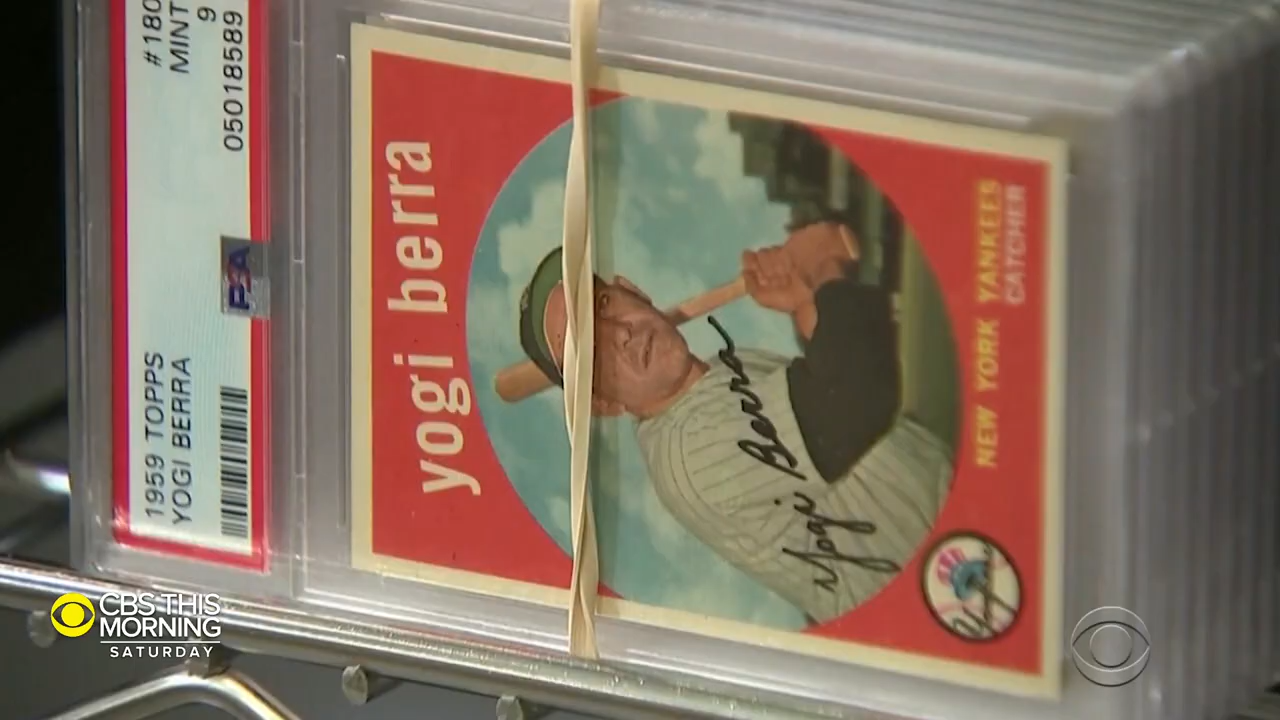 1959 TOPPS #180
YOGI BERRA MINT
9
05018589
PSA
yogi berra
Yogi Berra
NEW YORK YANKEES
CATCHER
CBS THIS
MORNING
SATURDAY